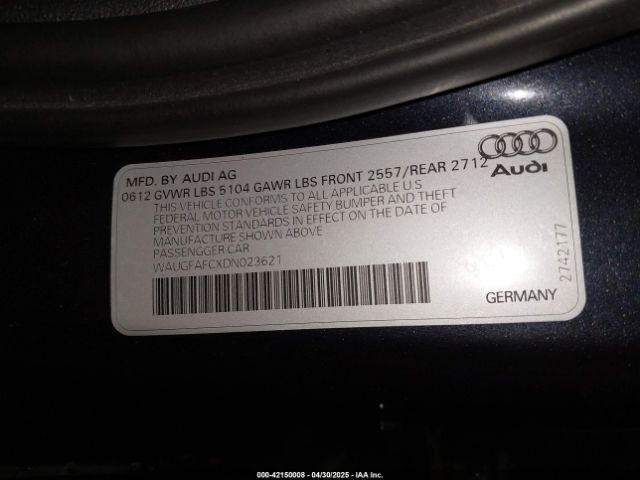 MFD. BY AUDI AG
0612 GVWR LBS 5104 GAWR LBS FRONT 2557/REAR 2712
THIS VEHICLE CONFORMS TO ALL APPLICABLE U.S
FEDERAL MOTOR VEHICLE SAFETY BUMPER AND THEFT
PREVENTION STANDARDS IN EFFECT ON THE DATE OF
MANUFACTURE SHOWN ABOVE
PASSENGER CAR
WAUGFAFCXDN023621
Audi
GERMANY
2742177
000-42150008 - 04/30/2025 - IAA Inc.